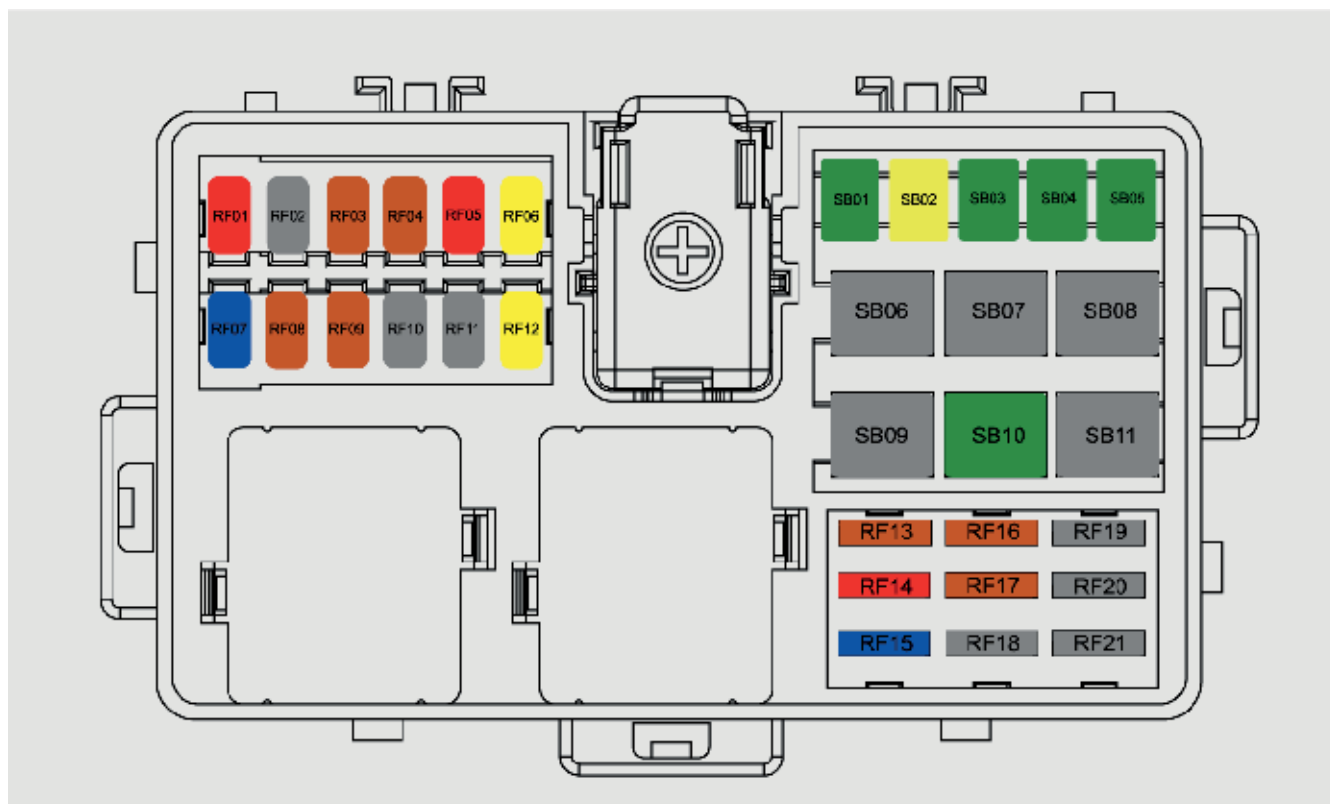 RF01 RF02 RF03 RF04 RF05 RF06
RF07 RF08 RF09 RF10 RF11 RF12
SB01 SB02 SB03 SB04 SB05
SB06 SB07 SB08
SB09 SB10 SB11
RF13 RF16 RF19
RF14 RF17 RF20
RF15 RF18 RF21